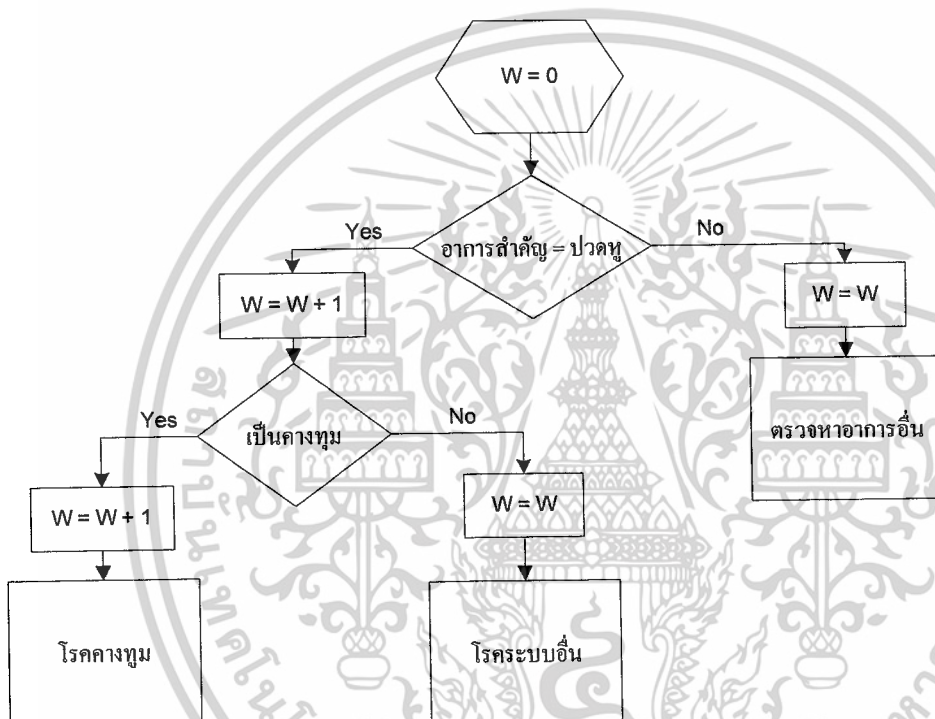 W = 0
อาการสำคัญ = ปวดหู
Yes
No
W = W + 1
W = W
เป็นคางทูม
ตรวจหาอาการอื่น
Yes
No
W = W + 1
W = W
โรคคางทูม
โรคระบบอื่น